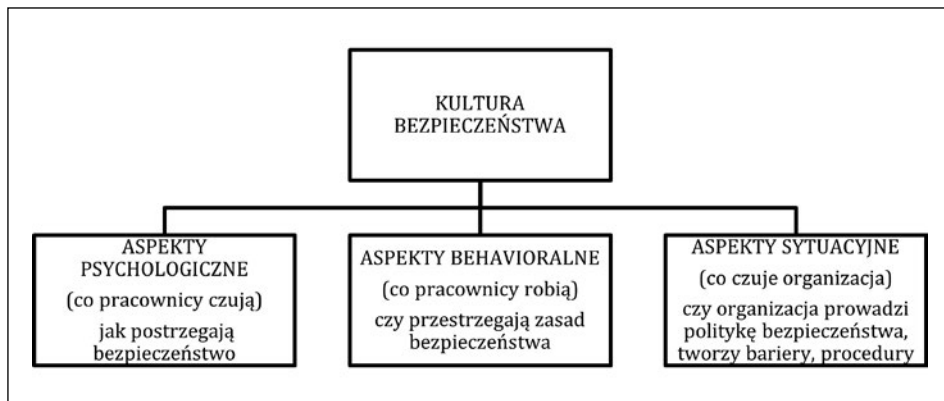 KULTURA
BEZPIECZEŃSTWA
ASPEKTY
PSYCHOLOGICZNE
(co pracownicy czują)
jak postrzegają
bezpieczeństwo
ASPEKTY BEHAVIORALNE
(co pracownicy robią)
czy przestrzegają zasad
bezpieczeństwa
ASPEKTY SYTUACYJNE
(co czuje organizacja)
czy organizacja prowadzi
politykę bezpieczeństwa,
tworzy bariery, procedury